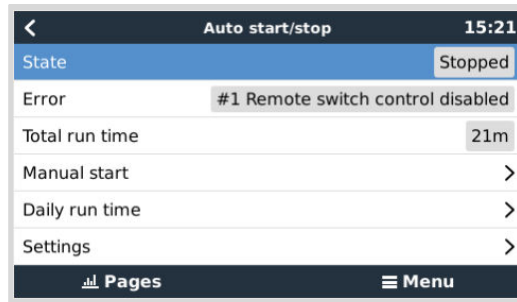 Auto start/stop 15:21
State Stopped
Error #1 Remote switch control disabled
Total run time 21m
Manual start
Daily run time
Settings
Pages Menu